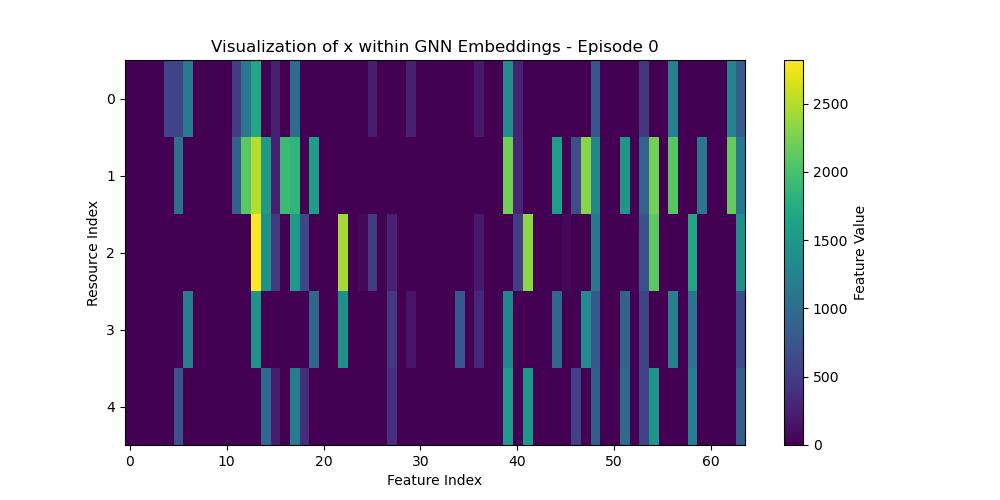 Visualization of x within GNN Embeddings - Episode 0
Resource Index
0
1
2
3
4
0 10 20 30 40 50 60
Feature Index
2500
2000
1500
1000
500
0
Feature Value